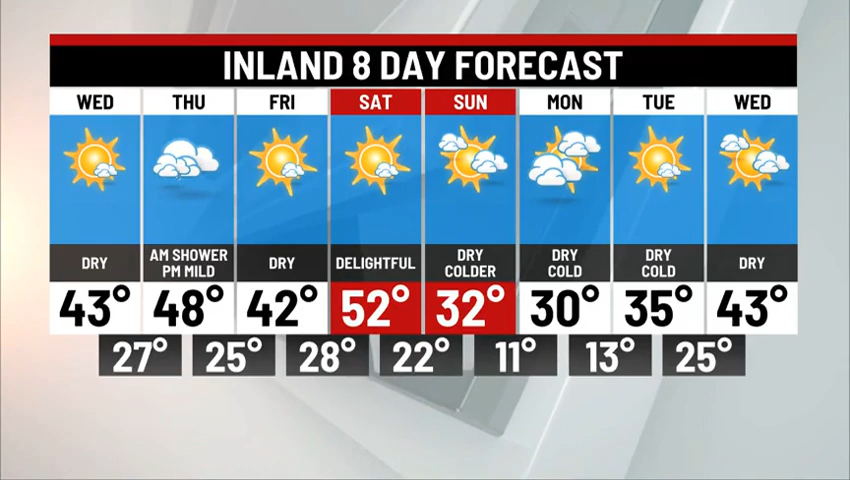 INLAND 8 DAY FORECAST
WED THU FRI SAT SUN MON TUE WED
DRY
AM SHOWER
PM MILD
DRY
DELIGHTFUL
DRY
COLDER
DRY
COLD
DRY
COLD
DRY
43° 48° 42° 52° 32° 30° 35° 43°
27° 25° 28° 22° 11° 13° 25°